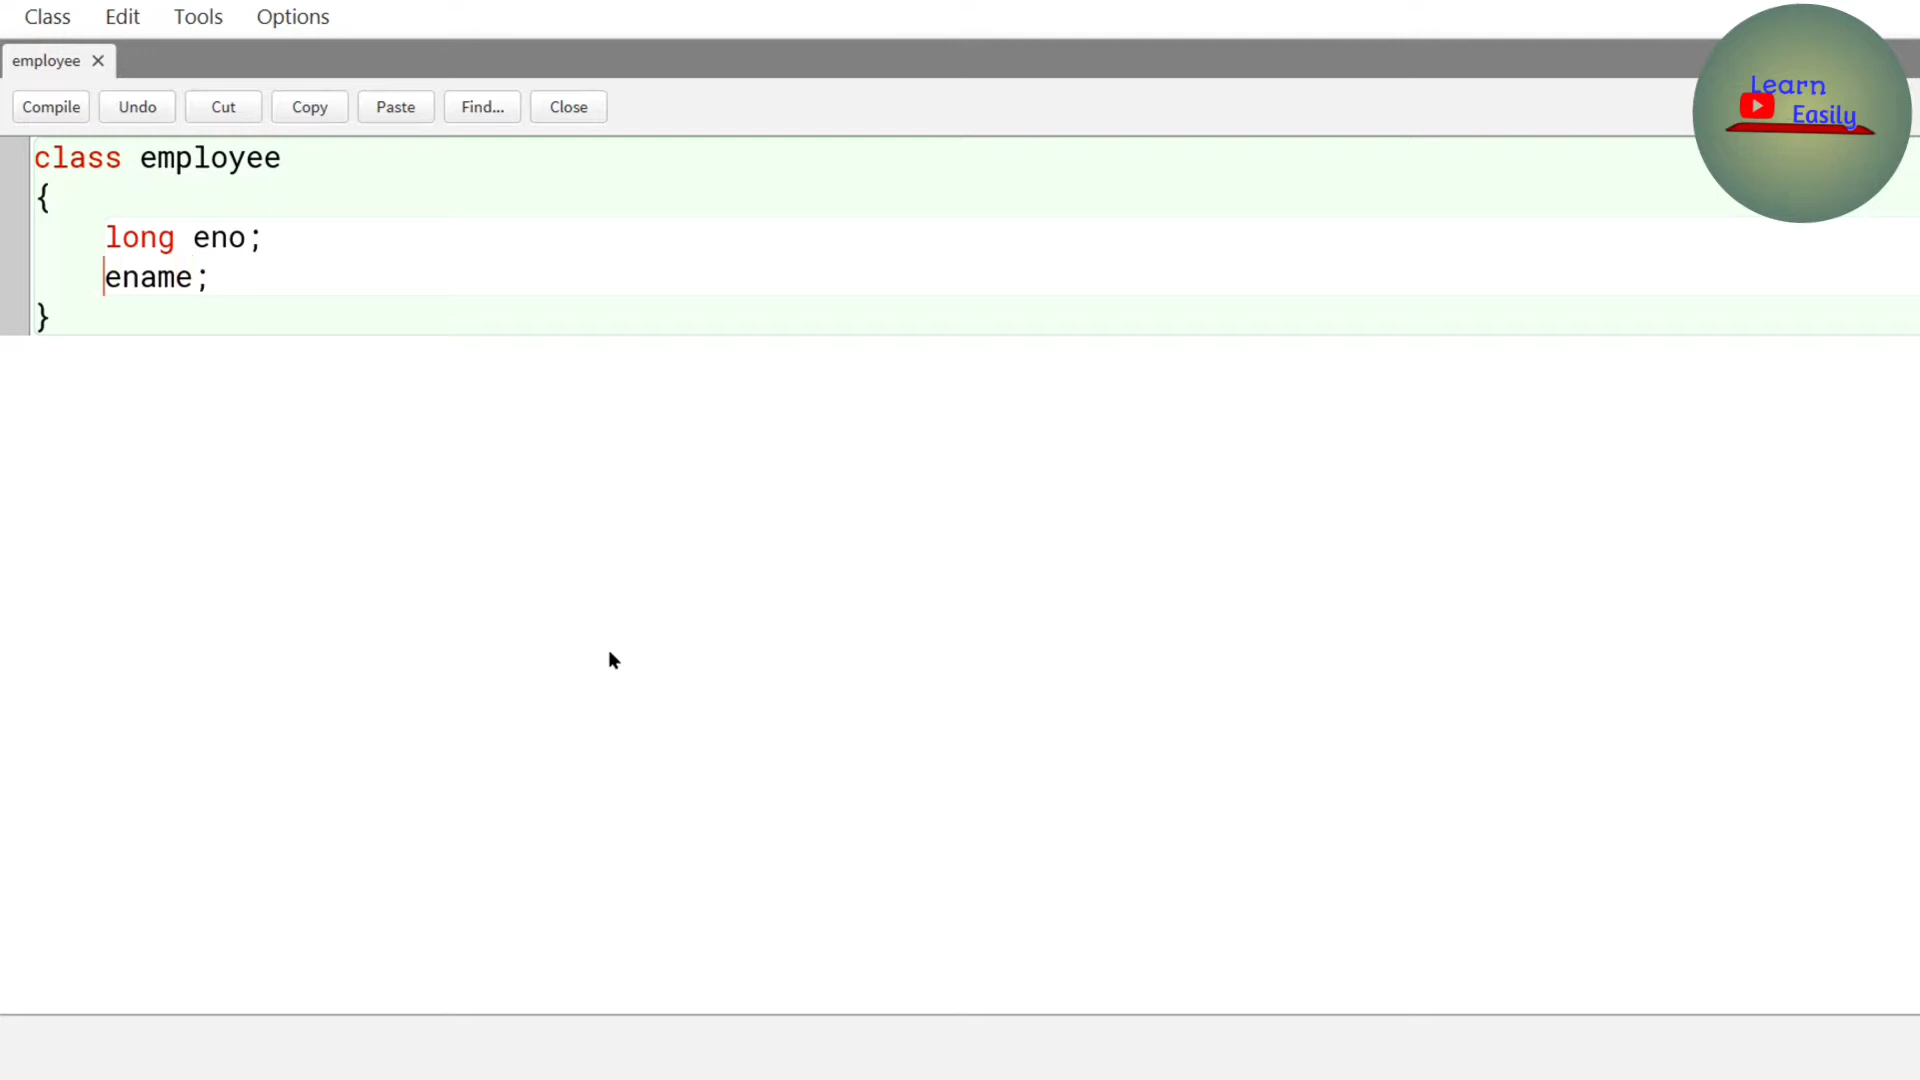 Class Edit Tools Options
employee ✕
Compile Undo Cut Copy Paste Find... Close
Learn
Easily
class employee
{
long eno;
ename;
}